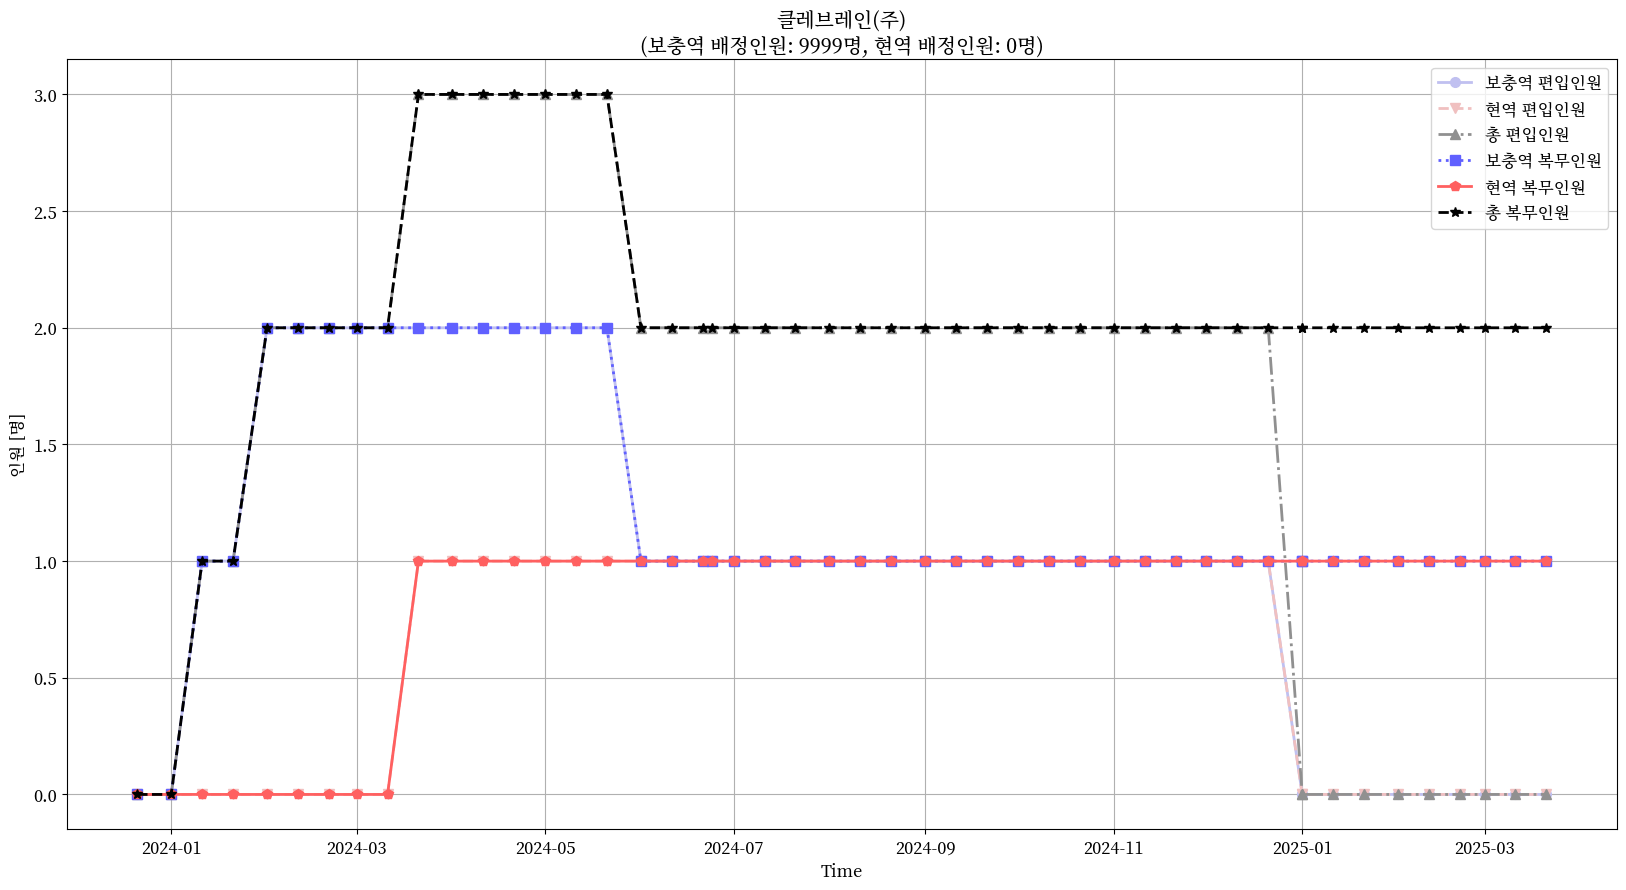 클레브레인(주)
(보충역 배정인원: 9999명, 현역 배정인원: 0명)
보충역 편입인원
현역 편입인원
총 편입인원
보충역 복무인원
현역 복무인원
총 복무인원
인원 [명]
3.0
2.5
2.0
1.5
1.0
0.5
0.0
2024-01
2024-03
2024-05
2024-07
2024-09
2024-11
2025-01
2025-03
Time